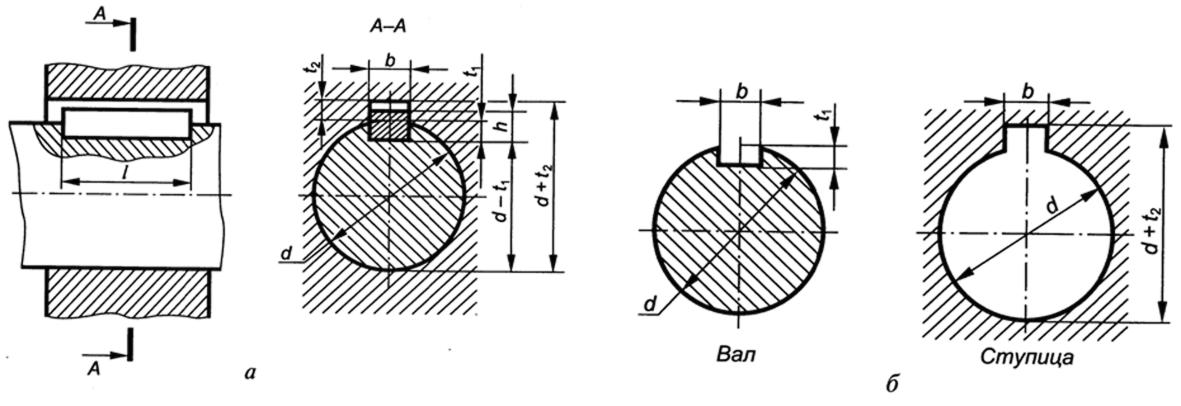 А
А–А
b
t₂
t₁
h
l
d – t₁
d + t₂
d
А
а
b
t₁
d
Вал
b
d
d + t₂
Ступица
б